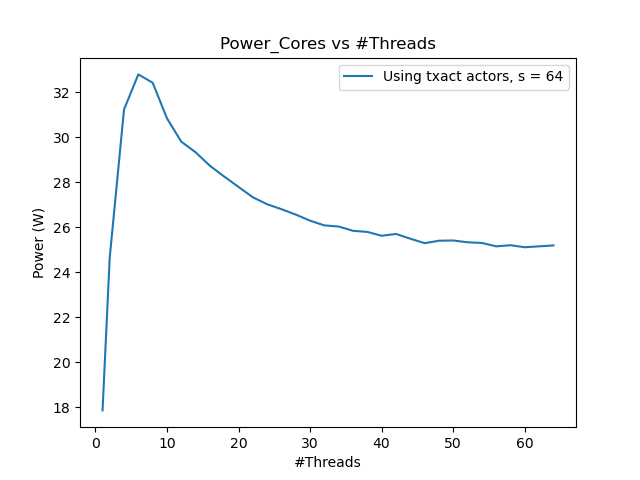 Power_Cores vs #Threads
Using txact actors, s = 64
32
30
28
26
24
22
20
18
Power (W)
0 10 20 30 40 50 60
#Threads